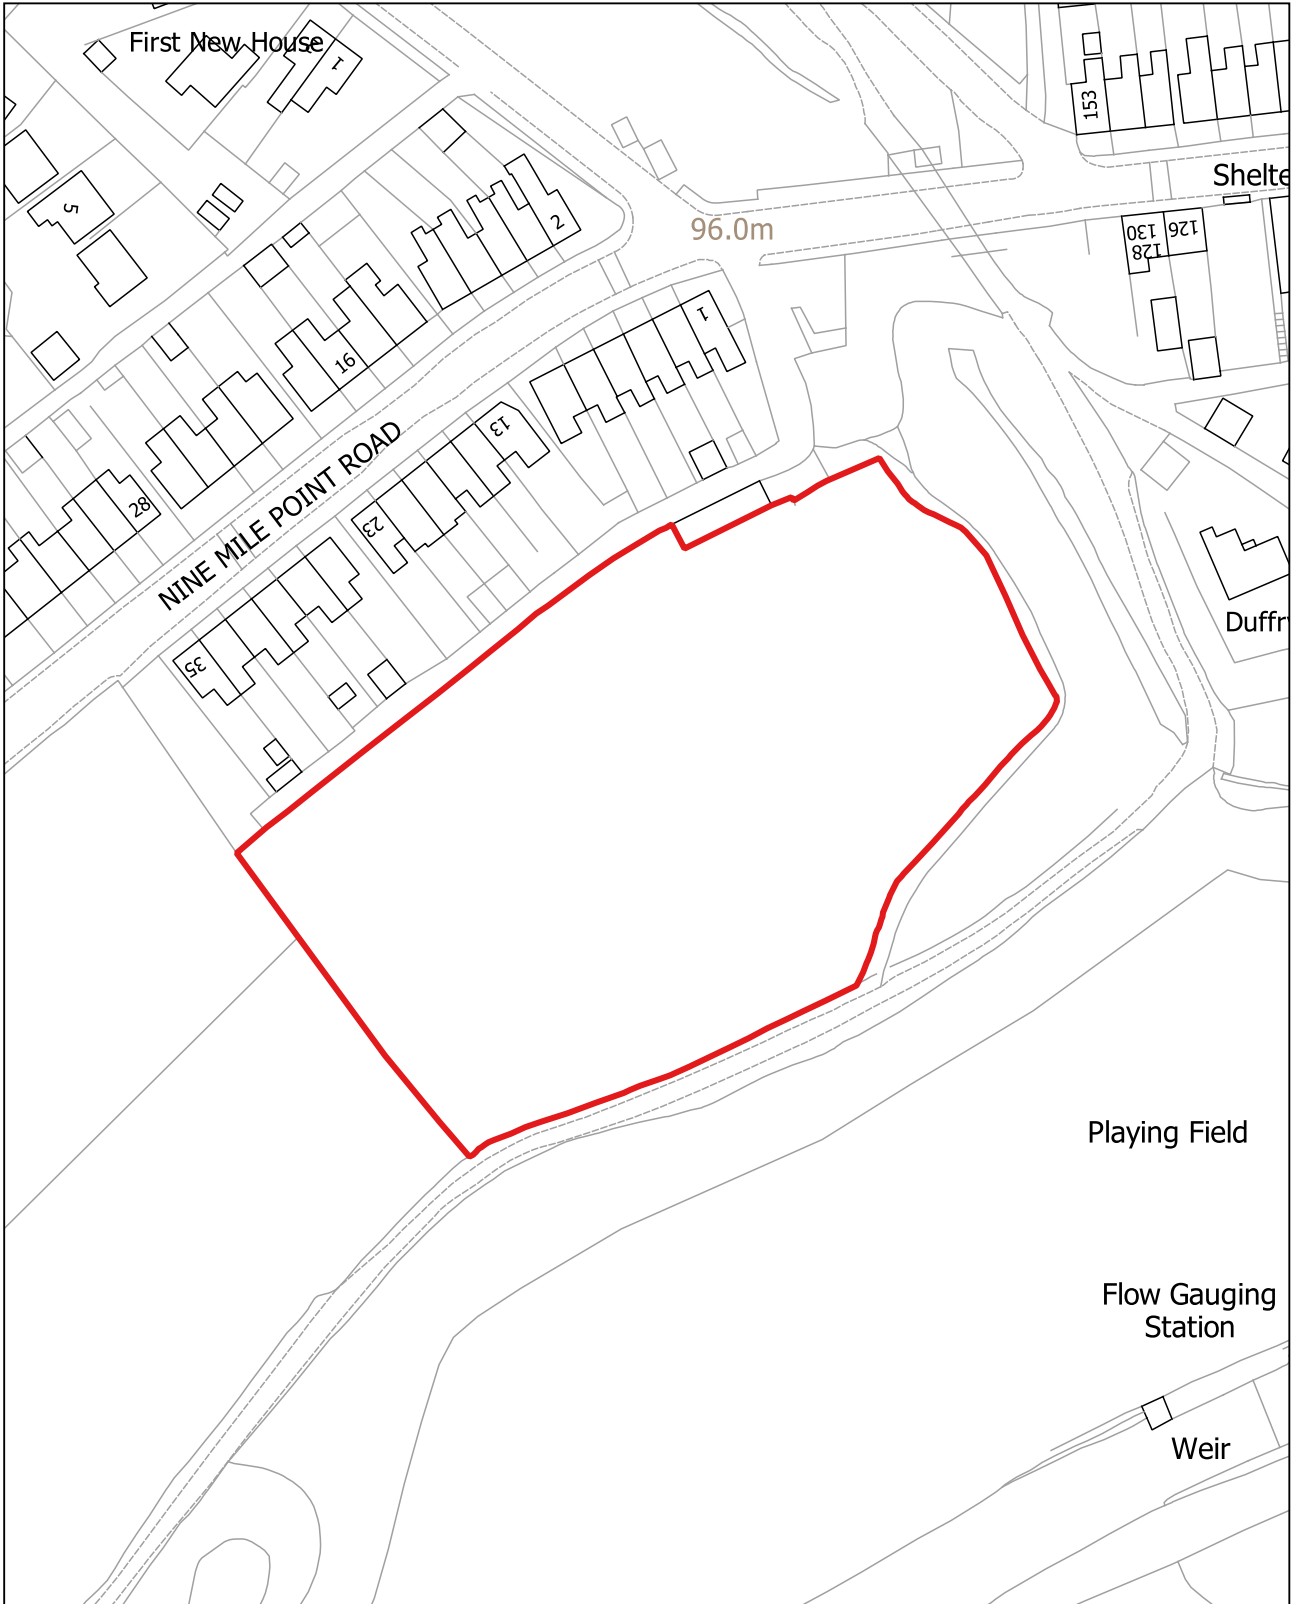 First New House
1
153
5
Shelte
2
96.0m
130
128
126
1
16
13
28
23
NINE MILE POINT ROAD
35
Duffr
Playing Field
Flow Gauging
Station
Weir